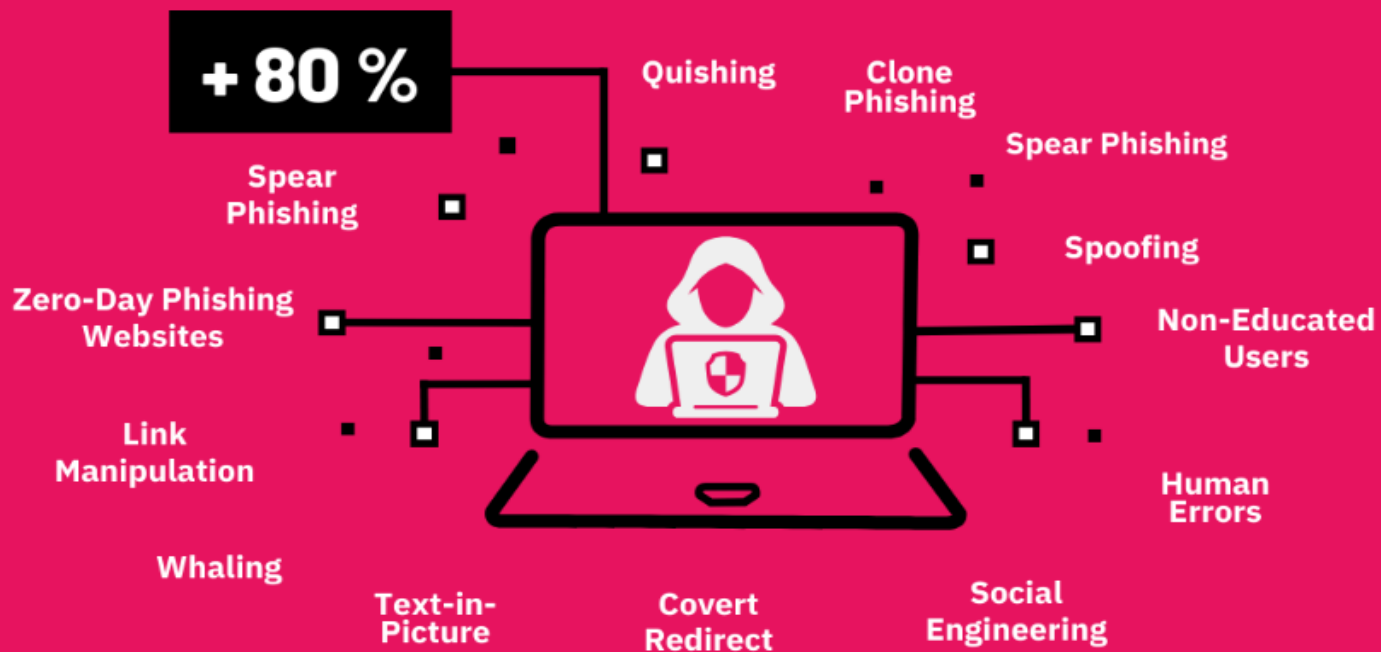 + 80 %
Quishing
Clone
Phishing
Spear Phishing
Spear
Phishing
Spoofing
Zero-Day Phishing
Websites
Non-Educated
Users
Link
Manipulation
Human
Errors
Whaling
Text-in-
Picture
Covert
Redirect
Social
Engineering